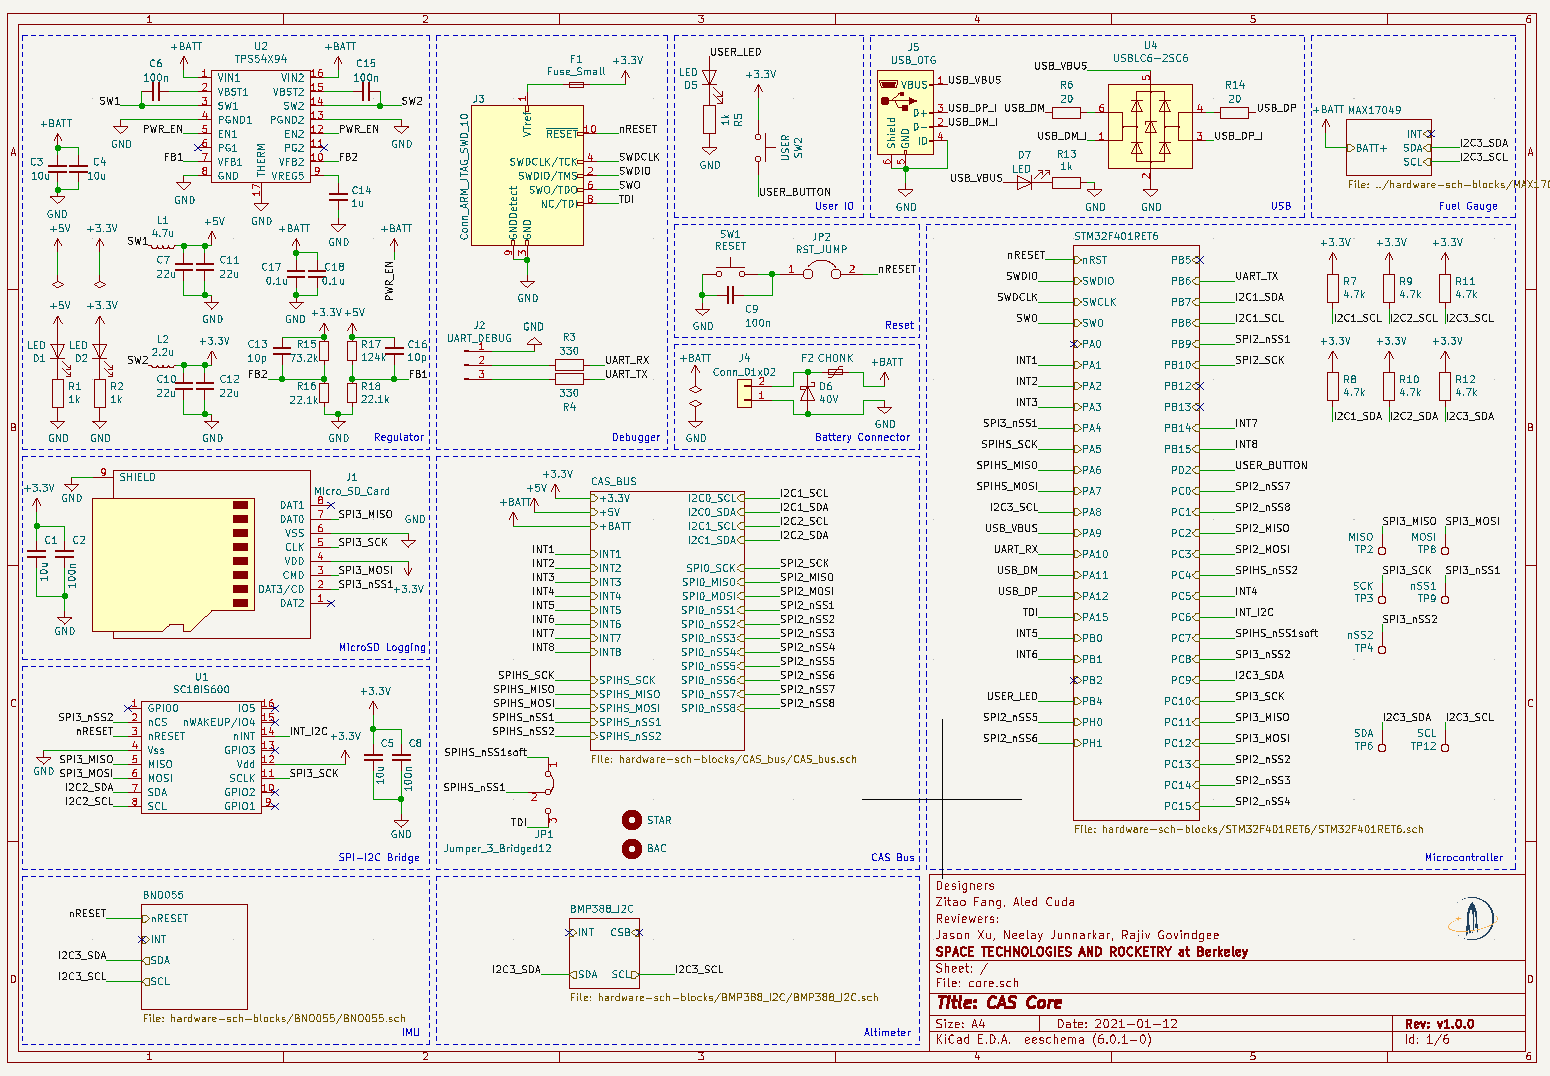 1 2 3 4 5 6
A
B
C
D
+BATT
U2
TPS54X94
+BATT
C6
100n
C15
100n
1 VIN1 VIN2 16
2 VBST1 VBST2 15
SW1 3 SW1 SW2 14 SW2
4 PGND1 PGND2 13
PWR_EN 5 EN1 EN2 12 PWR_EN
6 PG1 PG2 11
FB1 7 VFB1 VFB2 10 FB2
8 GND VREG5 9
THERM
17
GND
GND
GND
GND
+BATT
C3
10u
C4
10u
GND
C14
1u
GND
+5V
+3.3V
SW1
L1
4.7u
+5V
C7
22u
C11
22u
GND
+BATT
C17
0.1u
C18
0.1u
GND
+BATT
PWR_EN
+5V
+3.3V
LED
D1
LED
D2
R1
1k
R2
1k
GND
GND
SW2
L2
2.2u
+3.3V
C10
22u
C12
22u
GND
+3.3V
+5V
C13
10p
R15
73.2k
R17
124k
C16
10p
FB2
FB1
R16
22.1k
R18
22.1k
GND
Regulator
F1
Fuse_Small
+3.3V
J3
Conn_ARM_JTAG_SWD_10
1
VTref
RESET 10 nRESET
SWDCLK/TCK 4 SWDCLK
SWDIO/TMS 2 SWDIO
SWO/TDO 6 SWO
NC/TDI 8 TDI
GNDDetect
GND
9
3
GND
J2
UART_DEBUG
1
2
3
GND
R3
330
330
R4
UART_RX
UART_TX
Debugger
USER_LED
LED
D5
1k
R5
GND
+3.3V
USER
SW2
USER_BUTTON
User IO
SW1
RESET
JP2
RST_JUMP
1 2
nRESET
C9
100n
GND
Reset
+BATT
GND
J4
Conn_01x02
2
1
F2 CHONK
D6
40V
+BATT
GND
Battery Connector
J5
USB_OTG
VBUS 1 USB_VBUS
D+ 3 USB_DP_I
D- 2 USB_DM_I
ID 4
Shield
GND
6
5
GND
U4
USBLC6-2SC6
USB_VBUS
5
R6
20
USB_DM
6
USB_DM_I
1
4
R14
20
USB_DP
3
USB_DP_I
2
GND
D7
LED
R13
1k
USB_VBUS
GND
USB
+BATT
MAX17049
BATT+
INT
SDA I2C3_SDA
SCL I2C3_SCL
File: ../hardware-sch-blocks/MAX170
Fuel Gauge
STM32F401RET6
nRESET nRST
SWDIO SWDIO
SWDCLK SWCLK
SWO SWO
PA0
INT1 PA1
INT2 PA2
INT3 PA3
SPI3_nSS1 PA4
SPIHS_SCK PA5
SPIHS_MISO PA6
SPIHS_MOSI PA7
I2C3_SCL PA8
USB_VBUS PA9
UART_RX PA10
USB_DM PA11
USB_DP PA12
TDI PA15
INT5 PB0
INT6 PB1
PB2
USER_LED PB4
SPI2_nSS5 PH0
SPI2_nSS6 PH1
PB5
PB6 UART_TX
PB7 I2C1_SDA
PB8 I2C1_SCL
PB9 SPI2_nSS1
PB10 SPI2_SCK
PB12
PB13
PB14 INT7
PB15 INT8
PD2 USER_BUTTON
PC0 SPI2_nSS7
PC1 SPI2_nSS8
PC2 SPI2_MISO
PC3 SPI2_MOSI
PC4 SPIHS_nSS2
PC5 INT4
PC6 INT_I2C
PC7 SPIHS_nSS1soft
PC8 SPI3_nSS2
PC9 I2C3_SDA
PC10 SPI3_SCK
PC11 SPI3_MISO
PC12 SPI3_MOSI
PC13 SPI2_nSS2
PC14 SPI2_nSS3
PC15 SPI2_nSS4
File: hardware-sch-blocks/STM32F401RET6/STM32F401RET6.sch
+3.3V +3.3V +3.3V
R7
4.7k
R9
4.7k
R11
4.7k
I2C1_SCL I2C2_SCL I2C3_SCL
+3.3V +3.3V +3.3V
R8
4.7k
R10
4.7k
R12
4.7k
I2C1_SDA I2C2_SDA I2C3_SDA
SPI3_MISO SPI3_MOSI
MISO
TP2
MOSI
TP8
SPI3_SCK SPI3_nSS1
SCK
TP3
nSS1
TP9
SPI3_nSS2
nSS2
TP4
I2C3_SDA I2C3_SCL
SDA
TP6
SCL
TP12
Microcontroller
9 SHIELD
GND
J1
Micro_SD_Card
+3.3V
C1
10u
C2
100n
GND
DAT1 8
DAT0 7 SPI3_MISO
VSS 6 GND
CLK 5 SPI3_SCK
VDD 4
CMD 3 SPI3_MOSI
DAT3/CD 2 SPI3_nSS1
+3.3V
DAT2 1
MicroSD Logging
U1
SC18IS600
1 GPIO0 IO5 16
SPI3_nSS2 2 nCS nWAKEUP/IO4 15
nRESET 3 nRESET nINT 14 INT_I2C
4 Vss GPIO3 13
GND
SPI3_MISO 5 MISO Vdd 12
SPI3_MOSI 6 MOSI SCLK 11 SPI3_SCK
I2C2_SDA 7 SDA GPIO2 10
I2C2_SCL 8 SCL GPIO1 9
+3.3V
+3.3V
C5
10u
C8
100n
GND
SPI-I2C Bridge
+3.3V
+5V
+BATT
CAS_BUS
+3.3V
+5V
+BATT
INT1 INT1
INT2 INT2
INT3 INT3
INT4 INT4
INT5 INT5
INT6 INT6
INT7 INT7
INT8 INT8
SPIHS_SCK SPIHS_SCK
SPIHS_MISO SPIHS_MISO
SPIHS_MOSI SPIHS_MOSI
SPIHS_nSS1 SPIHS_nSS1
SPIHS_nSS2 SPIHS_nSS2
I2C0_SCL I2C1_SCL
I2C0_SDA I2C1_SDA
I2C1_SCL I2C2_SCL
I2C1_SDA I2C2_SDA
SPI0_SCK SPI2_SCK
SPI0_MISO SPI2_MISO
SPI0_MOSI SPI2_MOSI
SPI0_nSS1 SPI2_nSS1
SPI0_nSS2 SPI2_nSS2
SPI0_nSS3 SPI2_nSS3
SPI0_nSS4 SPI2_nSS4
SPI0_nSS5 SPI2_nSS5
SPI0_nSS6 SPI2_nSS6
SPI0_nSS7 SPI2_nSS7
SPI0_nSS8 SPI2_nSS8
File: hardware-sch-blocks/CAS_bus/CAS_bus.sch
SPIHS_nSS1soft
1
SPIHS_nSS1
2
TDI
3
JP1
Jumper_3_Bridged12
STAR
BAC
CAS Bus
BNO055
nRESET nRESET
INT
I2C3_SDA SDA
I2C3_SCL SCL
File: hardware-sch-blocks/BNO055/BNO055.sch
IMU
BMP388_I2C
INT CSB
I2C3_SDA SDA SCL I2C3_SCL
File: hardware-sch-blocks/BMP388_I2C/BMP388_I2C.sch
Altimeter
Designers
Zitao Fang, Aled Cuda
Reviewers:
Jason Xu, Neelay Junnarkar, Rajiv Govindgee
SPACE TECHNOLOGIES AND ROCKETRY at Berkeley
Sheet: /
File: core.sch
Title: CAS Core
Size: A4 Date: 2021-01-12 Rev: v1.0.0
KiCad E.D.A. eeschema (6.0.1-0) Id: 1/6
1 2 3 4 5 6
A
B
C
D